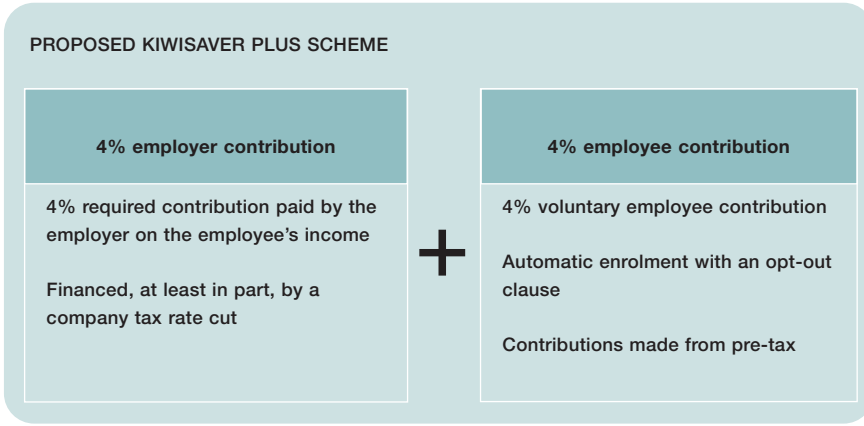 PROPOSED KIWISAVER PLUS SCHEME
4% employer contribution
4% required contribution paid by the
employer on the employee's income
Financed, at least in part, by a
company tax rate cut
+
4% employee contribution
4% voluntary employee contribution
Automatic enrolment with an opt-out
clause
Contributions made from pre-tax